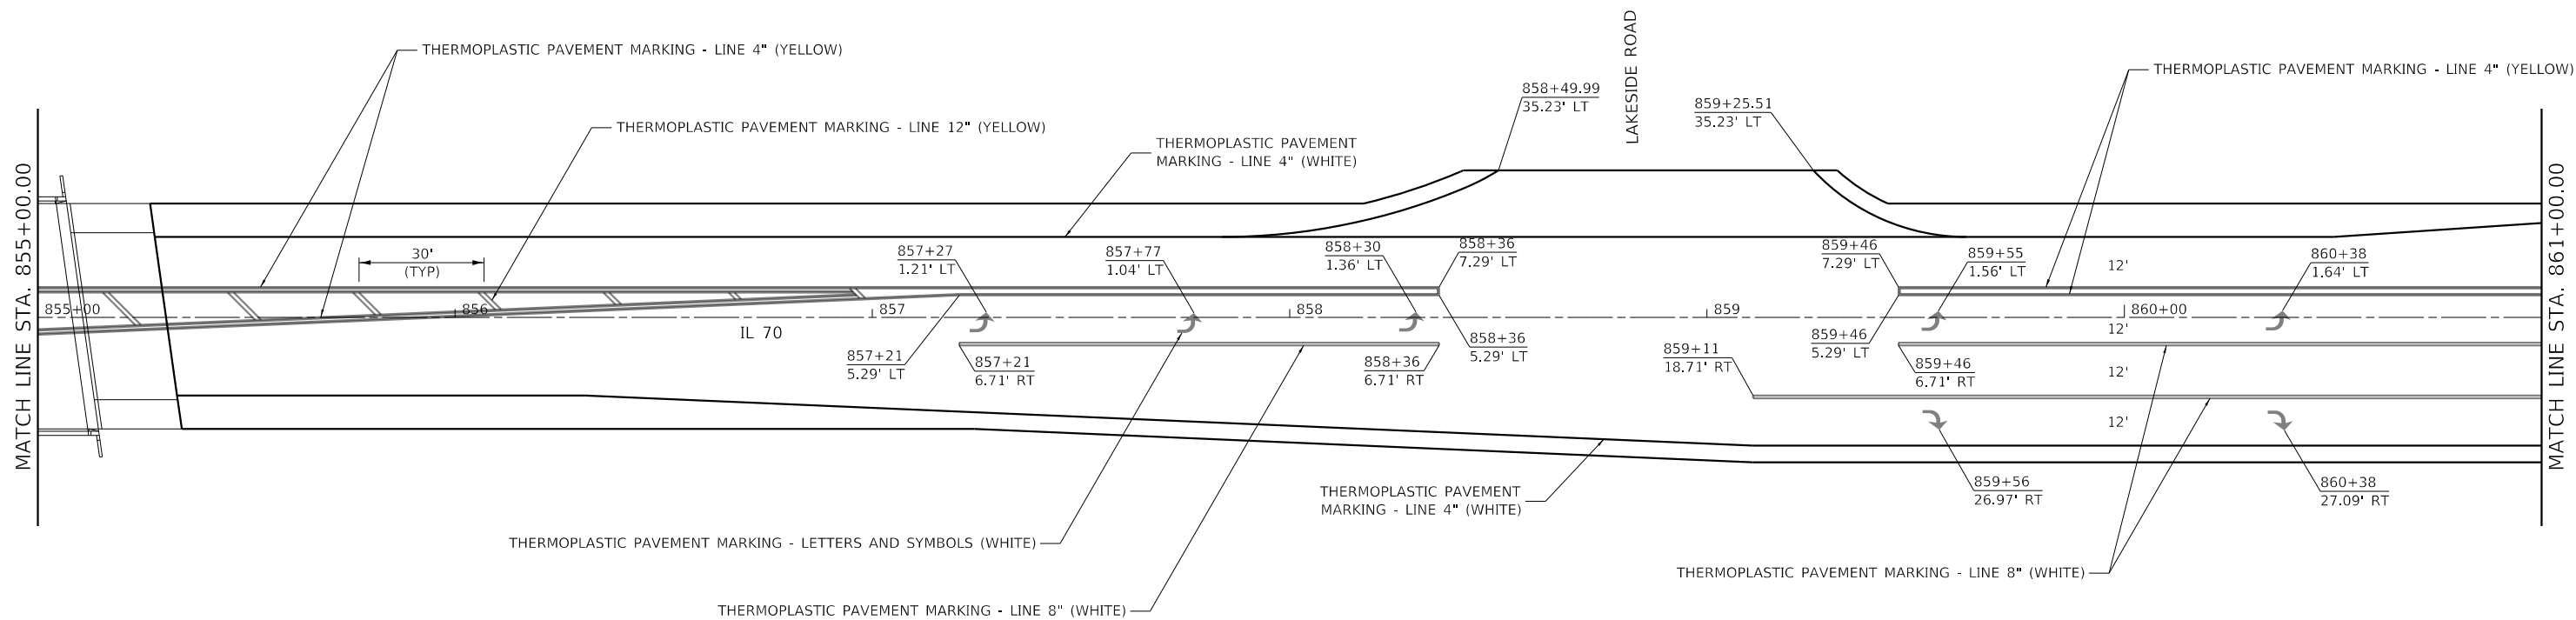 THERMOPLASTIC PAVEMENT MARKING - LINE 4" (YELLOW)
LAKESIDE ROAD
THERMOPLASTIC PAVEMENT MARKING - LINE 4" (YELLOW)
858+49.99
35.23' LT
859+25.51
35.23' LT
THERMOPLASTIC PAVEMENT MARKING - LINE 12" (YELLOW)
THERMOPLASTIC PAVEMENT
MARKING - LINE 4" (WHITE)
MATCH LINE STA. 855+00.00
MATCH LINE STA. 861+00.00
30'
(TYP)
857+27
1.21' LT
857+77
1.04' LT
858+30
1.36' LT
858+36
7.29' LT
859+46
7.29' LT
859+55
1.56' LT
12'
860+38
1.64' LT
855+00
856
857
858
859
860+00
IL 70
12'
857+21
5.29' LT
857+21
6.71' RT
858+36
6.71' RT
858+36
5.29' LT
859+11
18.71' RT
859+46
5.29' LT
859+46
6.71' RT
12'
12'
THERMOPLASTIC PAVEMENT
MARKING - LINE 4" (WHITE)
859+56
26.97' RT
860+38
27.09' RT
THERMOPLASTIC PAVEMENT MARKING - LETTERS AND SYMBOLS (WHITE)
THERMOPLASTIC PAVEMENT MARKING - LINE 8" (WHITE)
THERMOPLASTIC PAVEMENT MARKING - LINE 8" (WHITE)